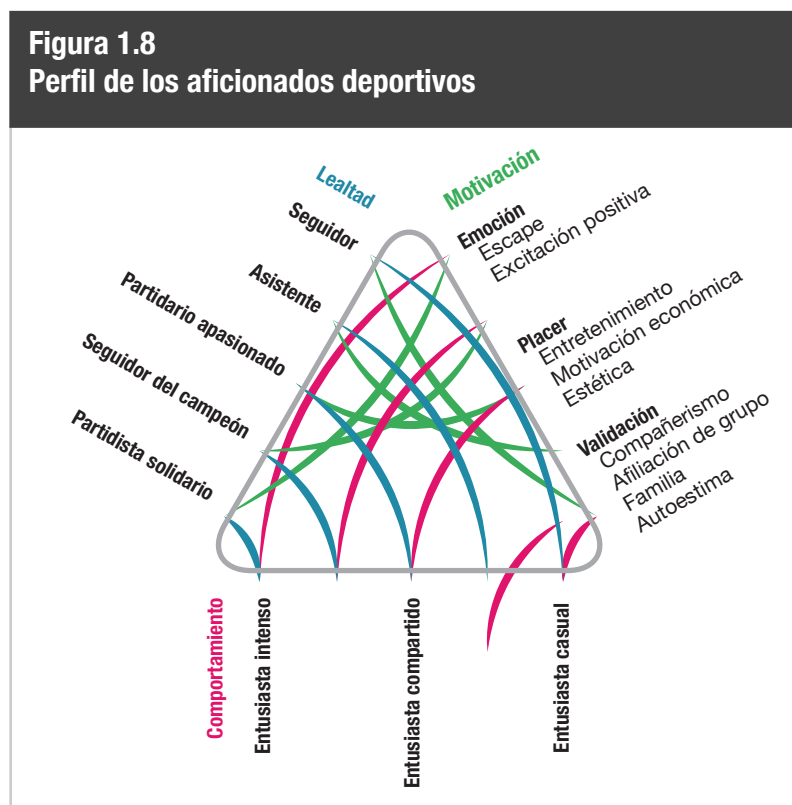 Figura 1.8
Perfil de los aficionados deportivos
Lealtad
Seguidor
Asistente
Partidario apasionado
Seguidor del campeón
Partidista solidario
Motivación
Emoción
Escape
Excitación positiva
Placer
Entretenimiento
Motivación económica
Estética
Validación
Compañerismo
Afiliación de grupo
Familia
Autoestima
Comportamiento
Entusiasta intenso
Entusiasta compartido
Entusiasta casual